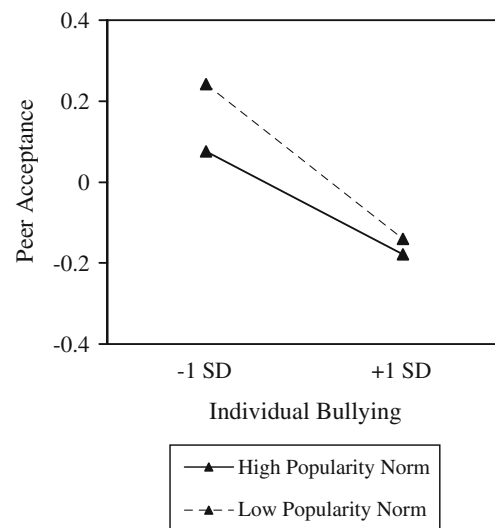 0.4
0.2
0
-0.2
-0.4
Peer Acceptance
-1 SD +1 SD
Individual Bullying
High Popularity Norm
Low Popularity Norm